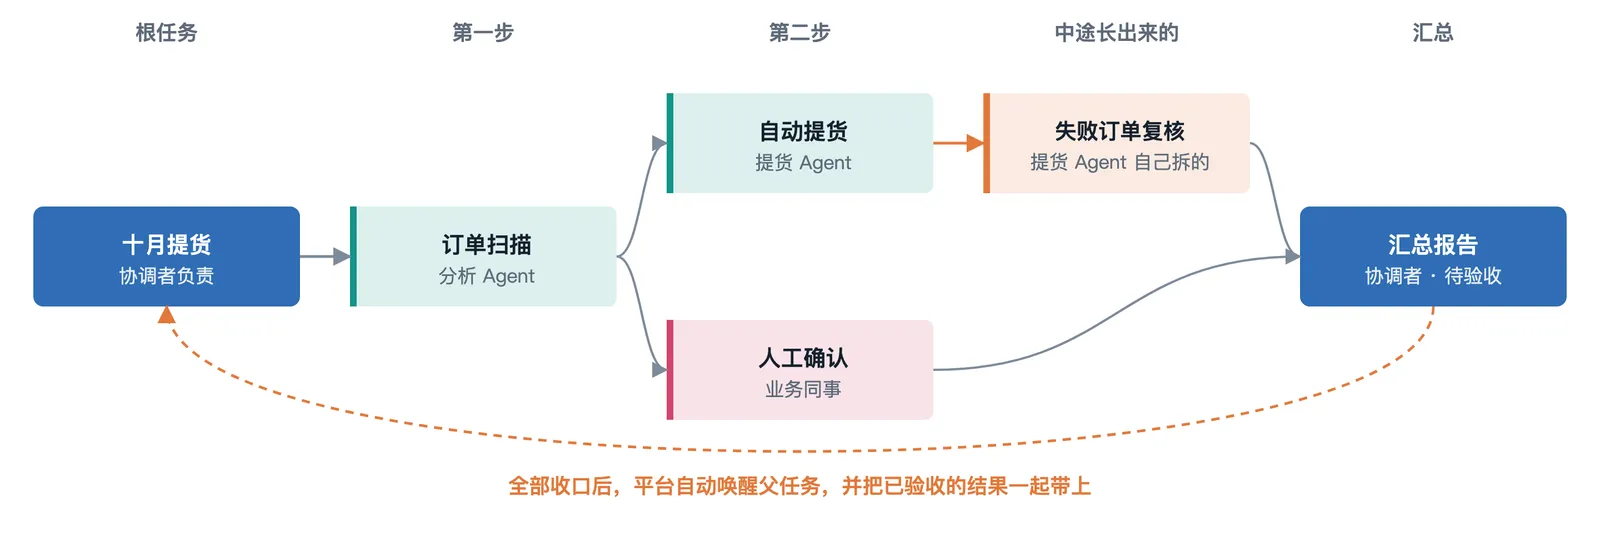 根任务
第一步
第二步
中途长出来的
汇总
自动提货
提货 Agent
失败订单复核
提货 Agent 自己拆的
十月提货
协调者负责
订单扫描
分析 Agent
汇总报告
协调者 · 待验收
人工确认
业务同事
全部收口后，平台自动唤醒父任务，并把已验收的结果一起带上